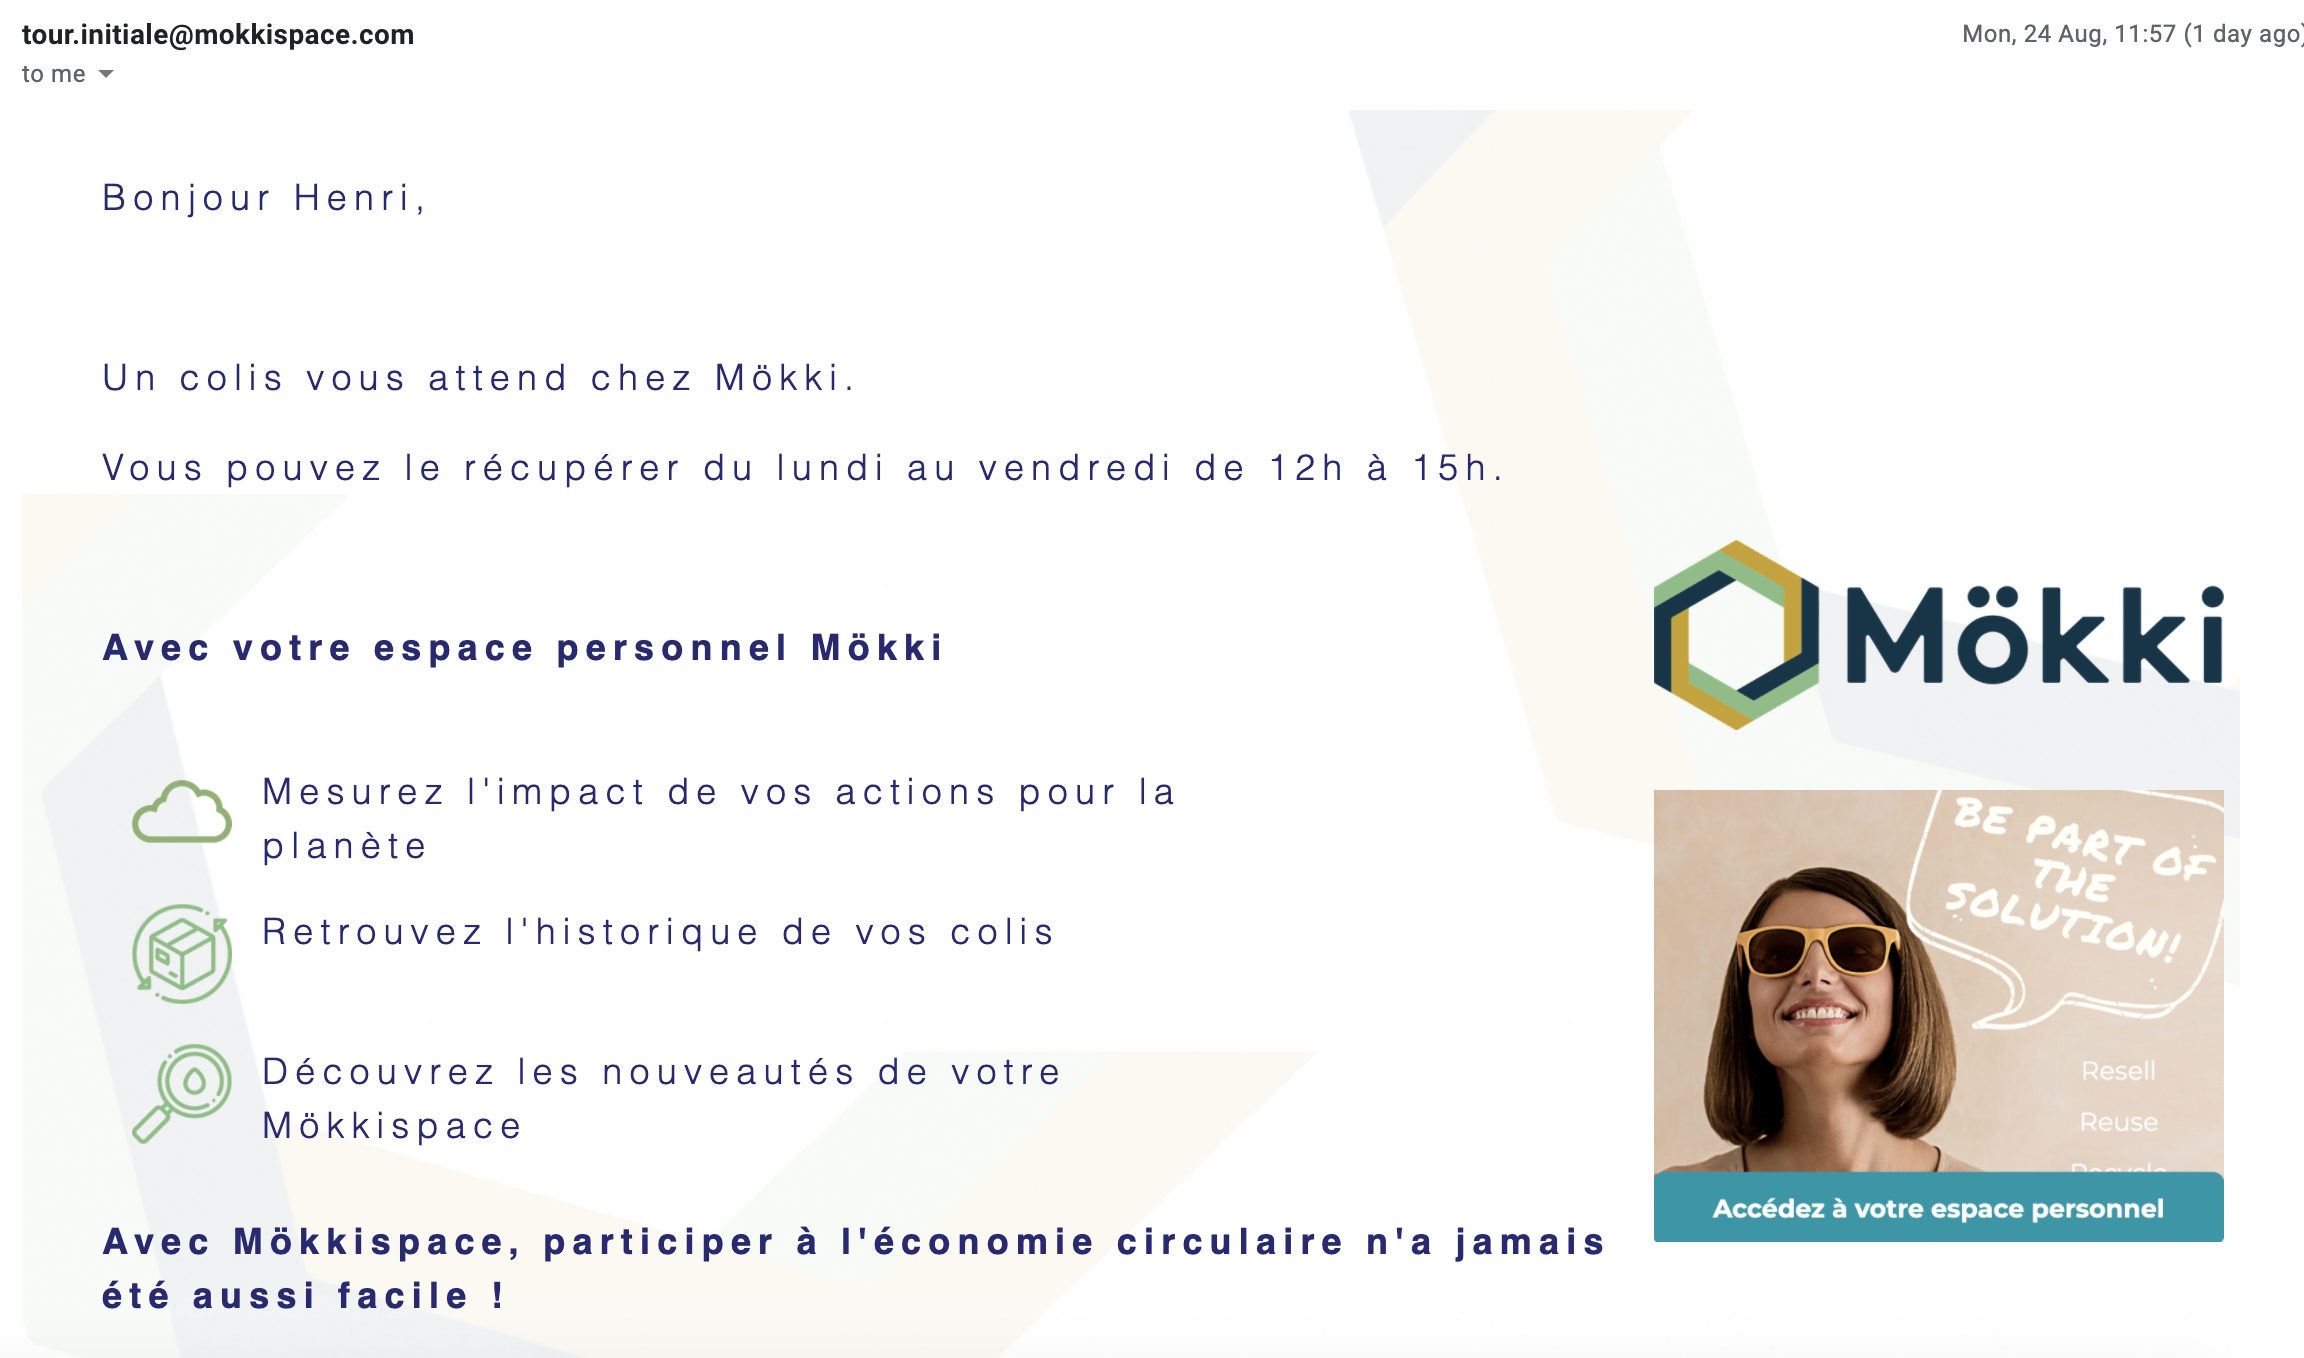 tour.initiale@mokkispace.com
Mon, 24 Aug, 11:57 (1 day ago)
to me
Bonjour Henri,
Un colis vous attend chez Mökki.
Vous pouvez le récupérer du lundi au vendredi de 12h à 15h.
Avec votre espace personnel Mökki
Mesurez l'impact de vos actions pour la
planète
Retrouvez l'historique de vos colis
Découvrez les nouveautés de votre
Mökkispace
Avec Mökkispace, participer à l'économie circulaire n'a jamais
été aussi facile !
Mökki
BE PART OF
THE
SOLUTION!
Resell
Reuse
Recycle
Accédez à votre espace personnel